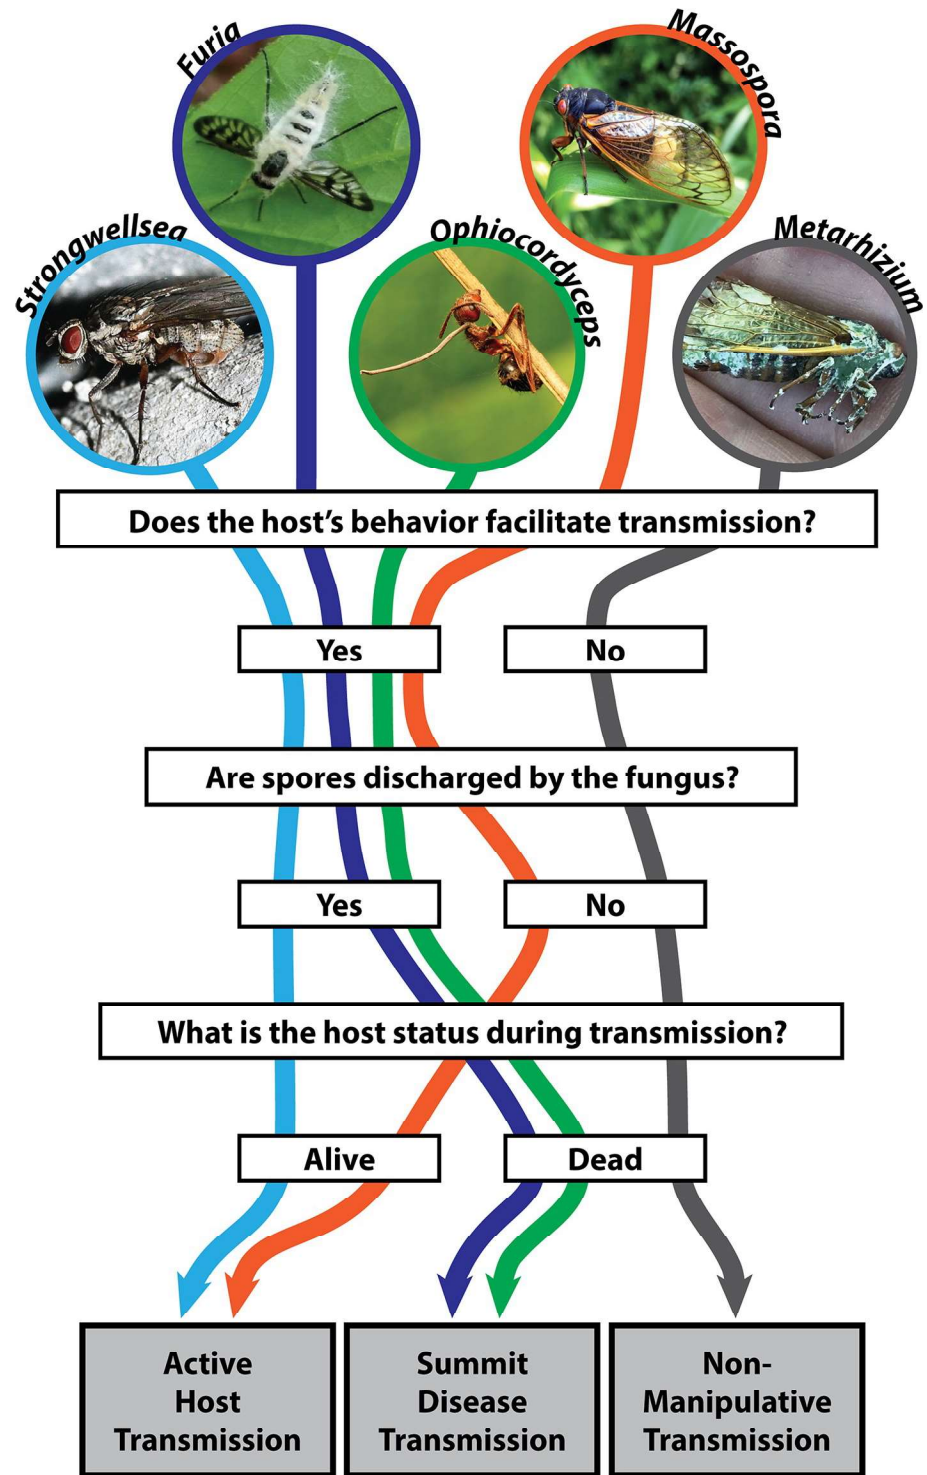 Furia
Massospora
Strongwellsea
Ophiocordyceps
Metarhizium
Does the host's behavior facilitate transmission?
Yes
No
Are spores discharged by the fungus?
Yes
No
What is the host status during transmission?
Alive
Dead
Active
Host
Transmission
Summit
Disease
Transmission
Non-
Manipulative
Transmission